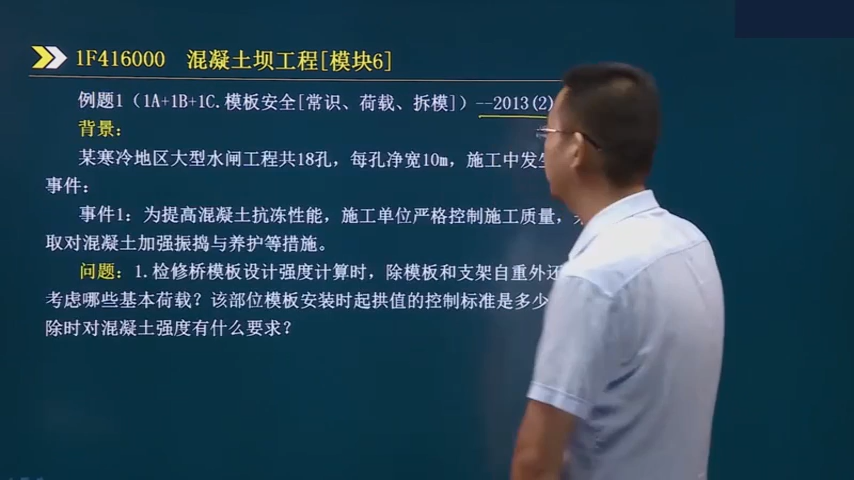 1F416000 混凝土坝工程[模块6]
例题1（1A+1B+1C.模板安全[常识、荷载、拆模]）--2013(2)
背景：
某寒冷地区大型水闸工程共18孔，每孔净宽10m，施工中发生
事件：
事件1：为提高混凝土抗冻性能，施工单位严格控制施工质量，
取对混凝土加强振捣与养护等措施。
问题：1.检修桥模板设计强度计算时，除模板和支架自重外还
考虑哪些基本荷载？该部位模板安装时起拱值的控制标准是多少
除时对混凝土强度有什么要求？